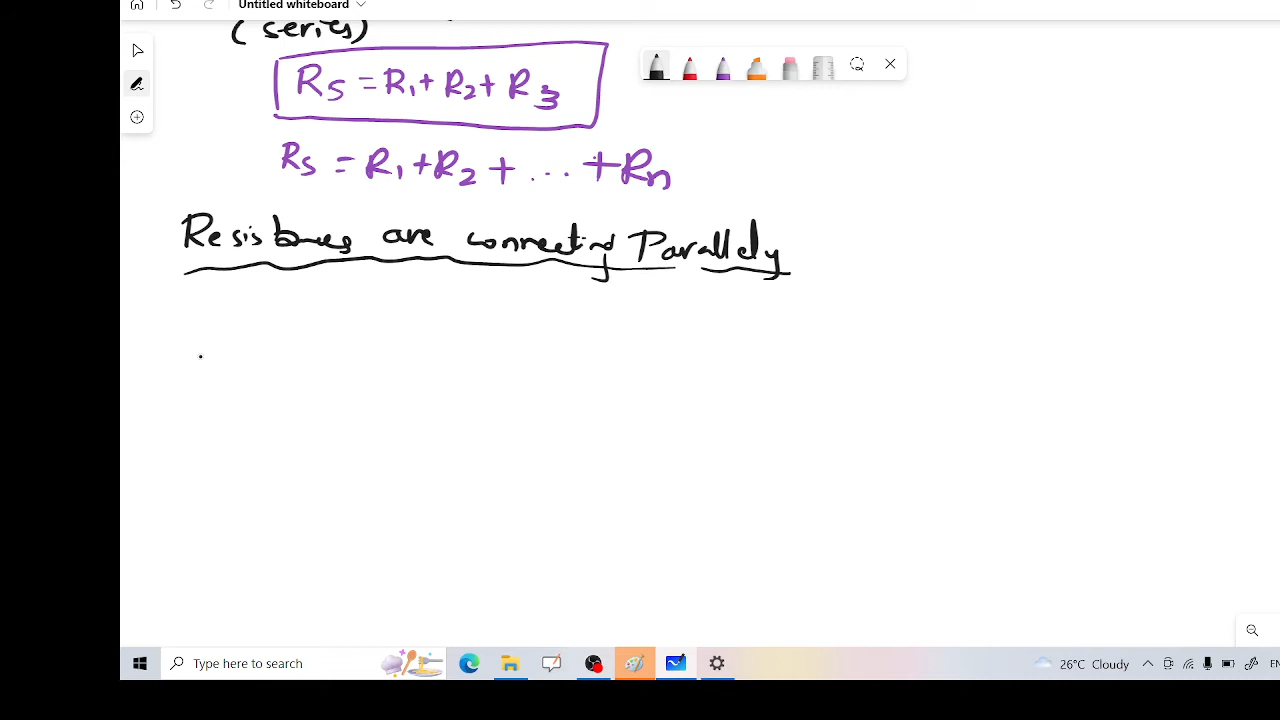 Untitled whiteboard
(series)
RS = R1 + R2 + R3
RS = R1 + R2 + ... + Rn
Resistances are connecting Parallely
Type here to search
26°C Cloudy